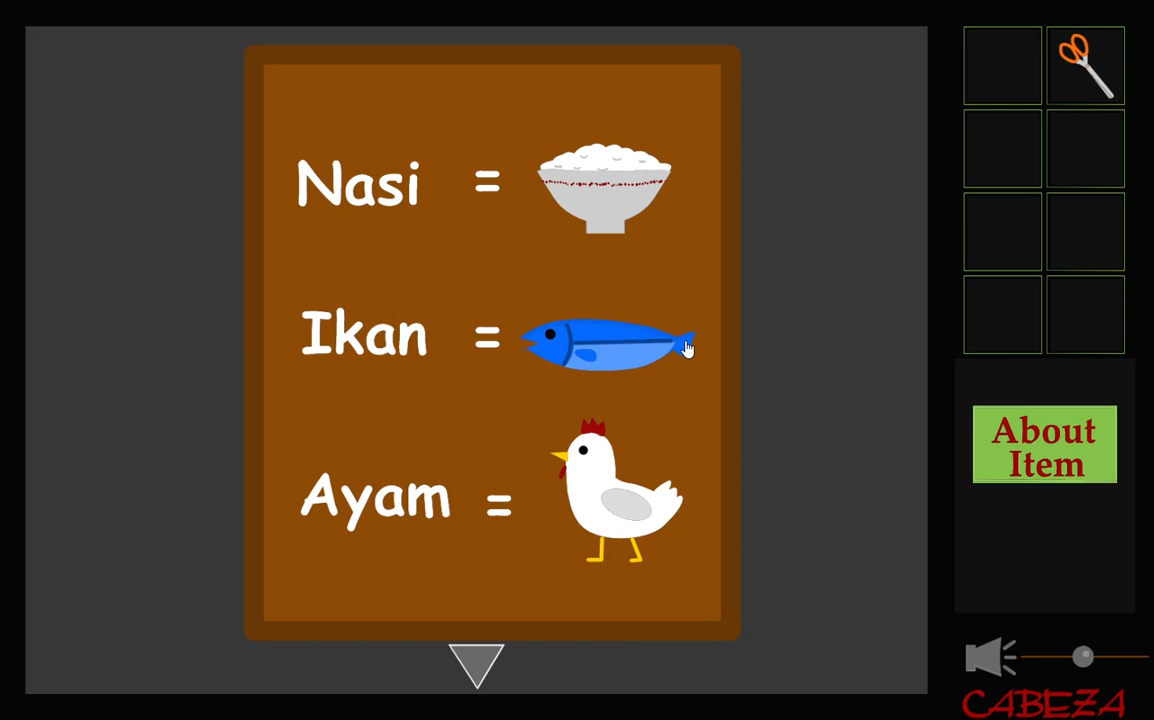 Nasi =
Ikan =
Ayam =
About
Item
CABEZA